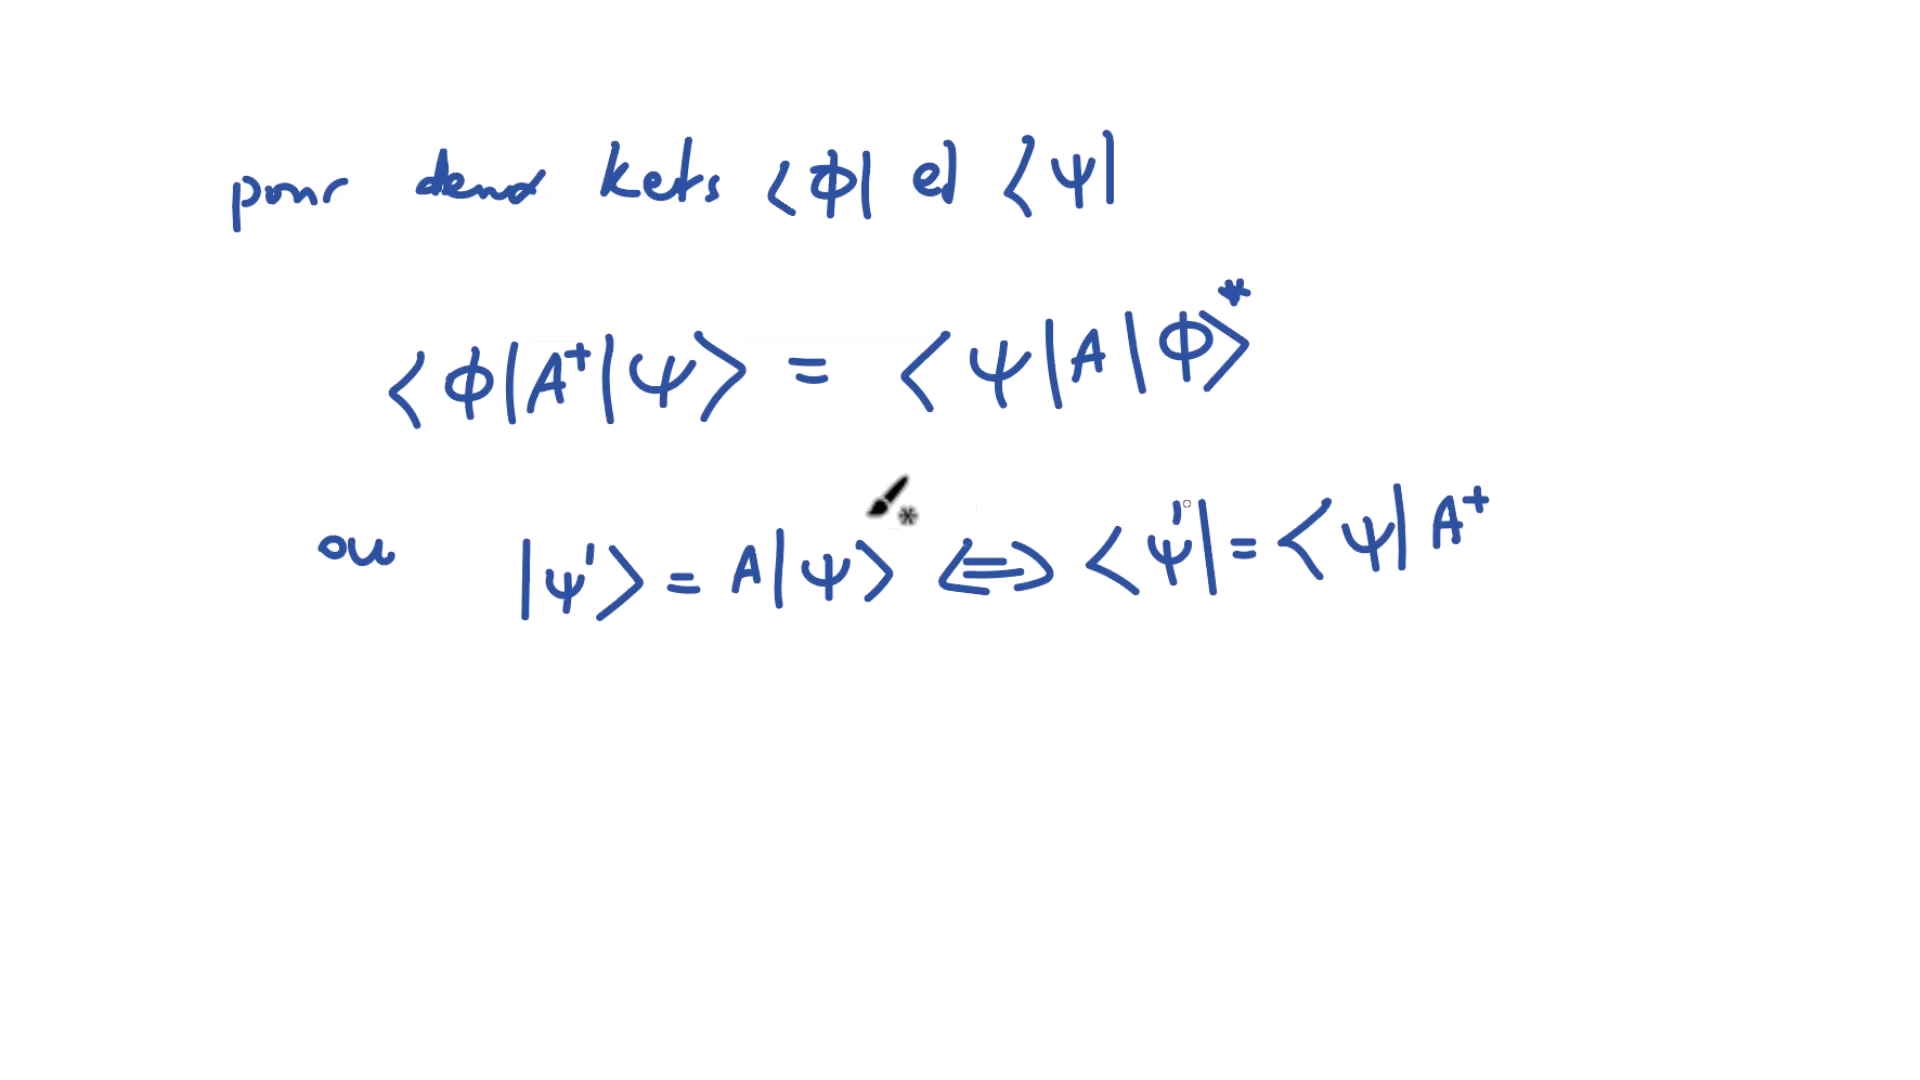 pour deux kets ⟨Φ| et ⟨Ψ|
⟨Φ|A⁺|Ψ⟩ = ⟨Ψ|A|Φ⟩*
ou |Ψ'⟩ = A|Ψ⟩ ⟺ ⟨Ψ'| = ⟨Ψ|A⁺